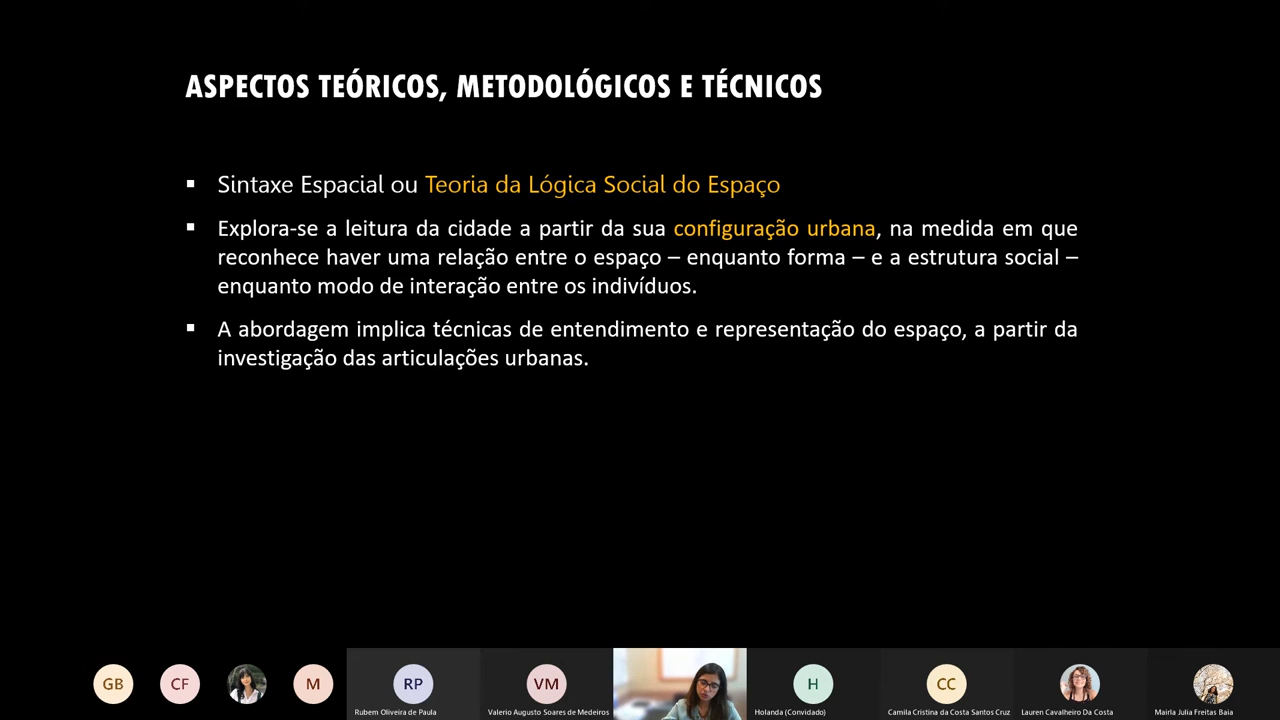 ASPECTOS TEÓRICOS, METODOLÓGICOS E TÉCNICOS
▪ Sintaxe Espacial ou Teoria da Lógica Social do Espaço
▪ Explora-se a leitura da cidade a partir da sua configuração urbana, na medida em que
reconhece haver uma relação entre o espaço – enquanto forma – e a estrutura social –
enquanto modo de interação entre os indivíduos.
▪ A abordagem implica técnicas de entendimento e representação do espaço, a partir da
investigação das articulações urbanas.
GB CF M RP VM H CC
Rubem Oliveira de Paula Valerio Augusto Soares de Medeiros Holanda (Convidado) Camila Cristina da Costa Santos Cruz Lauren Cavalheiro Da Costa Mairla Julia Freitas Baia